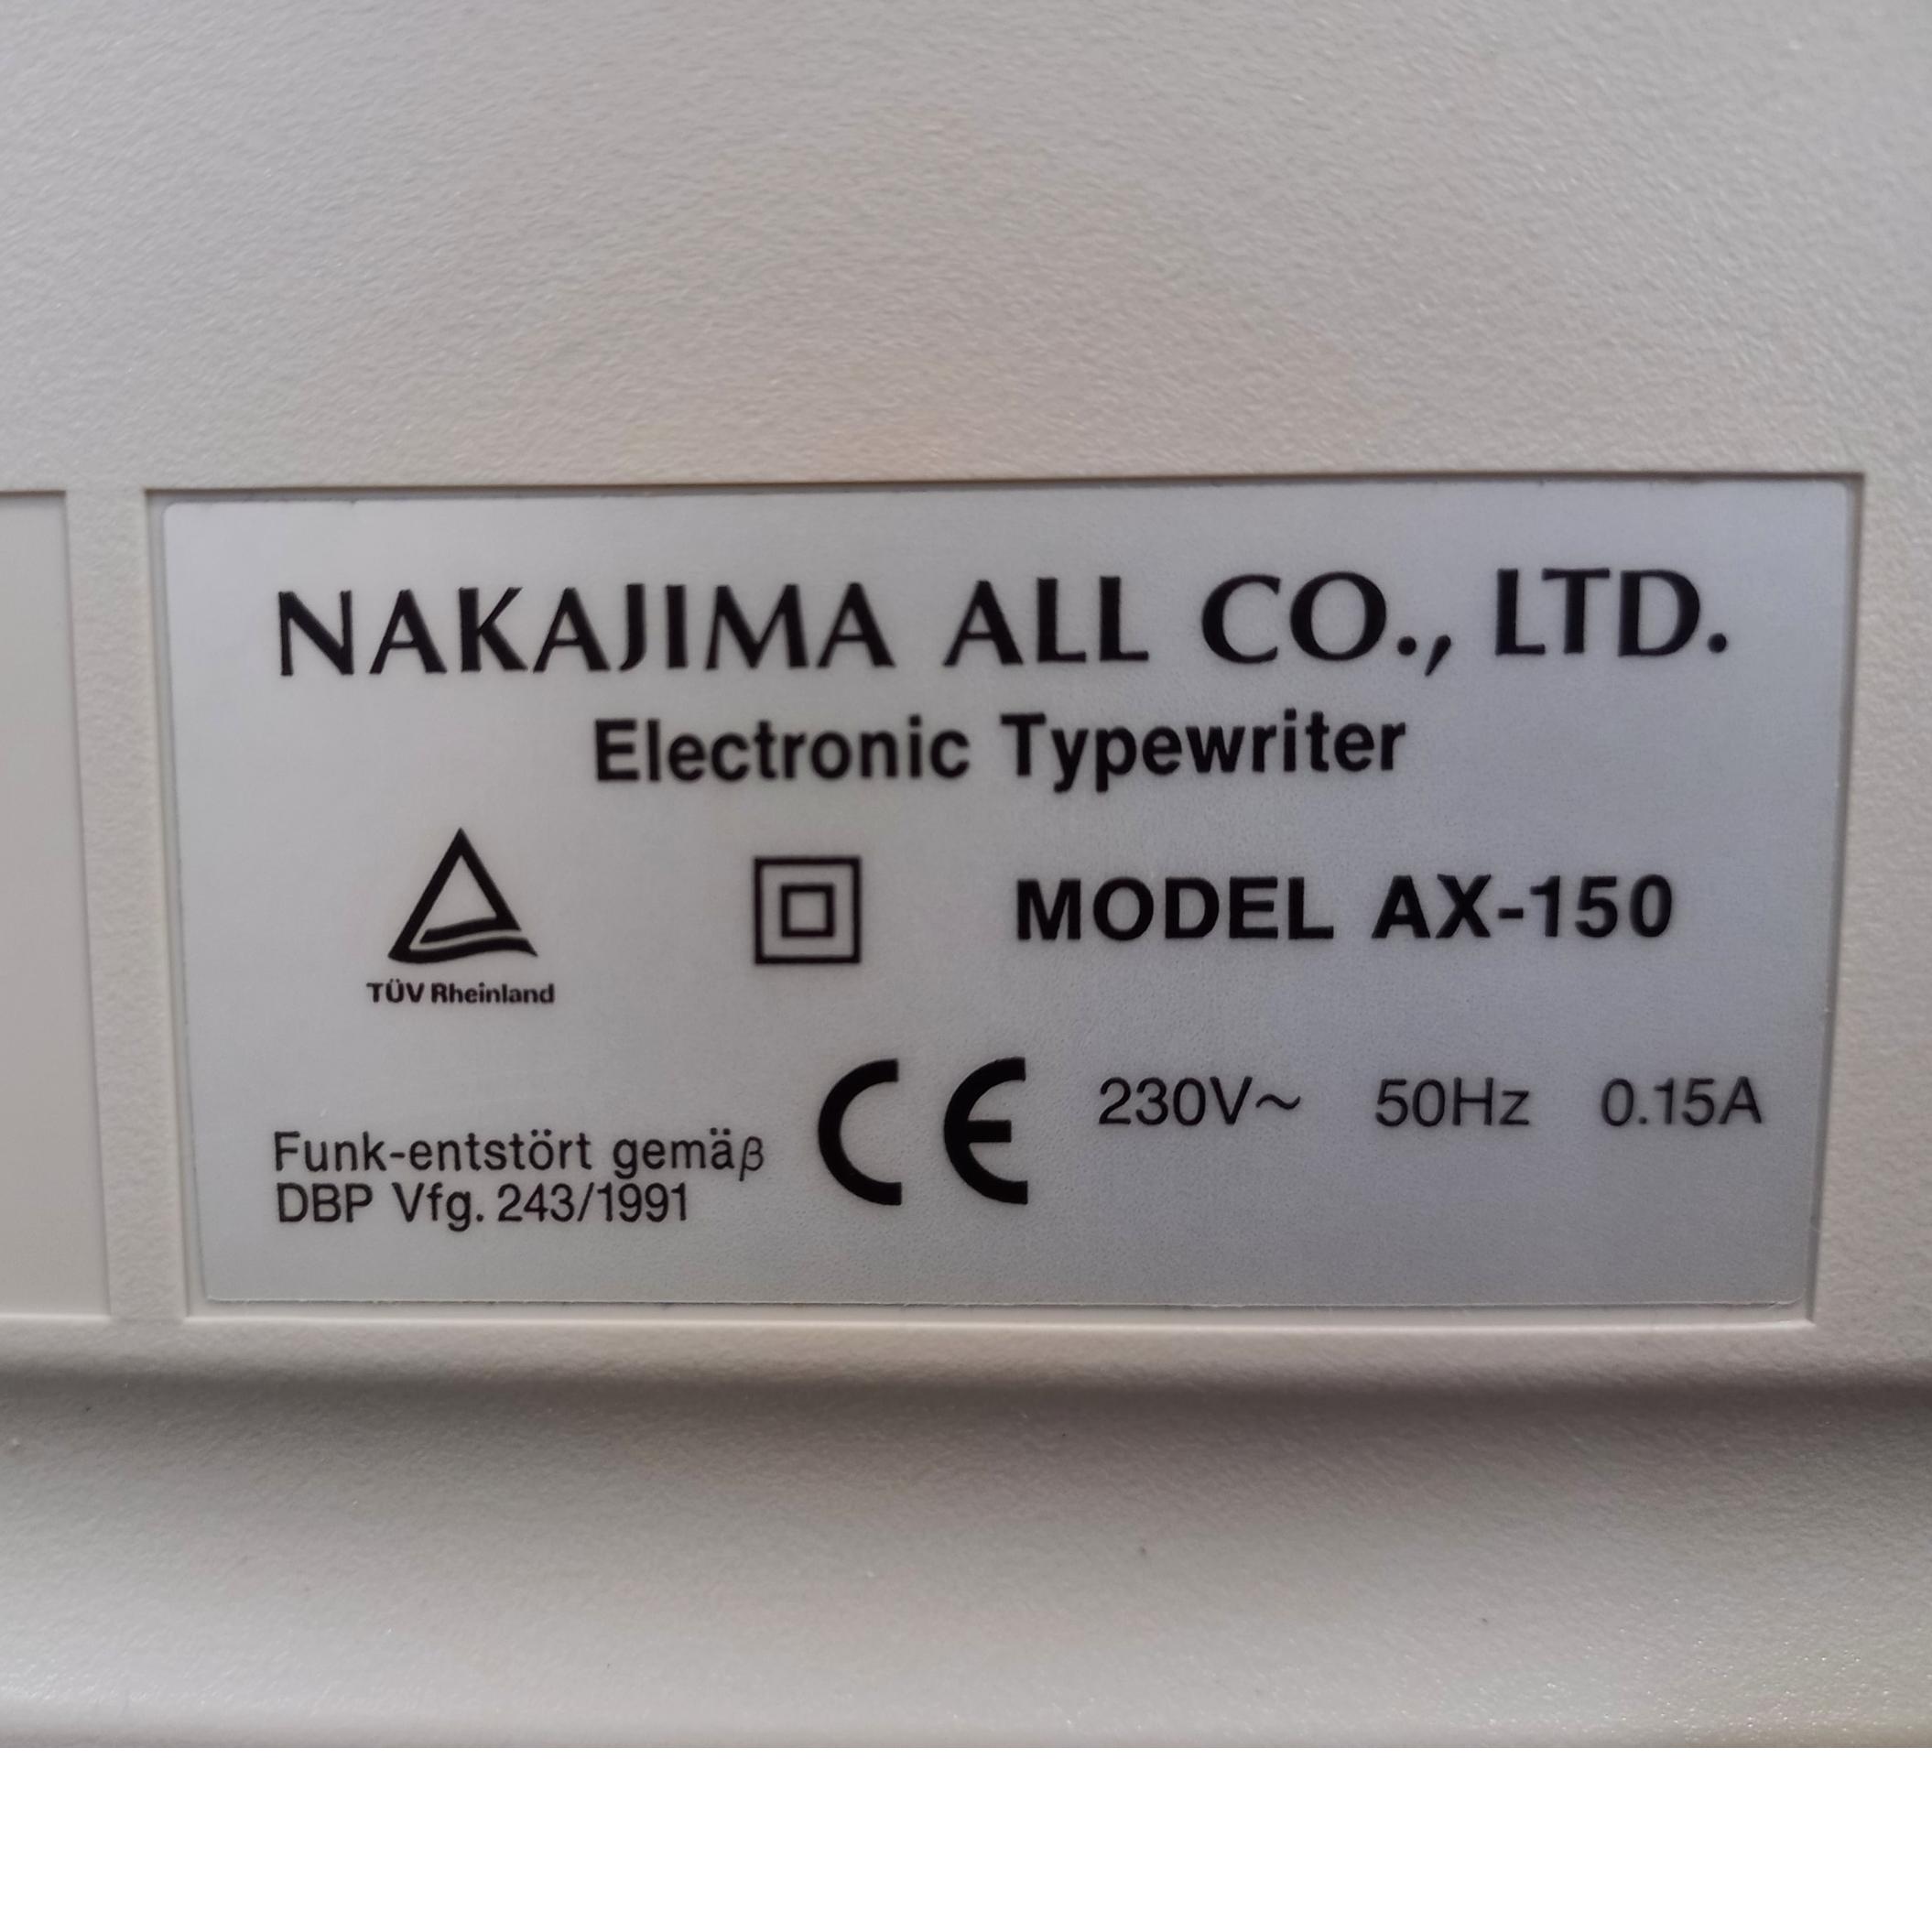 NAKAJIMA ALL CO., LTD.
Electronic Typewriter
MODEL AX-150
TÜV Rheinland
CE 230V~ 50Hz 0.15A
Funk-entstört gemäβ
DBP Vfg. 243/1991